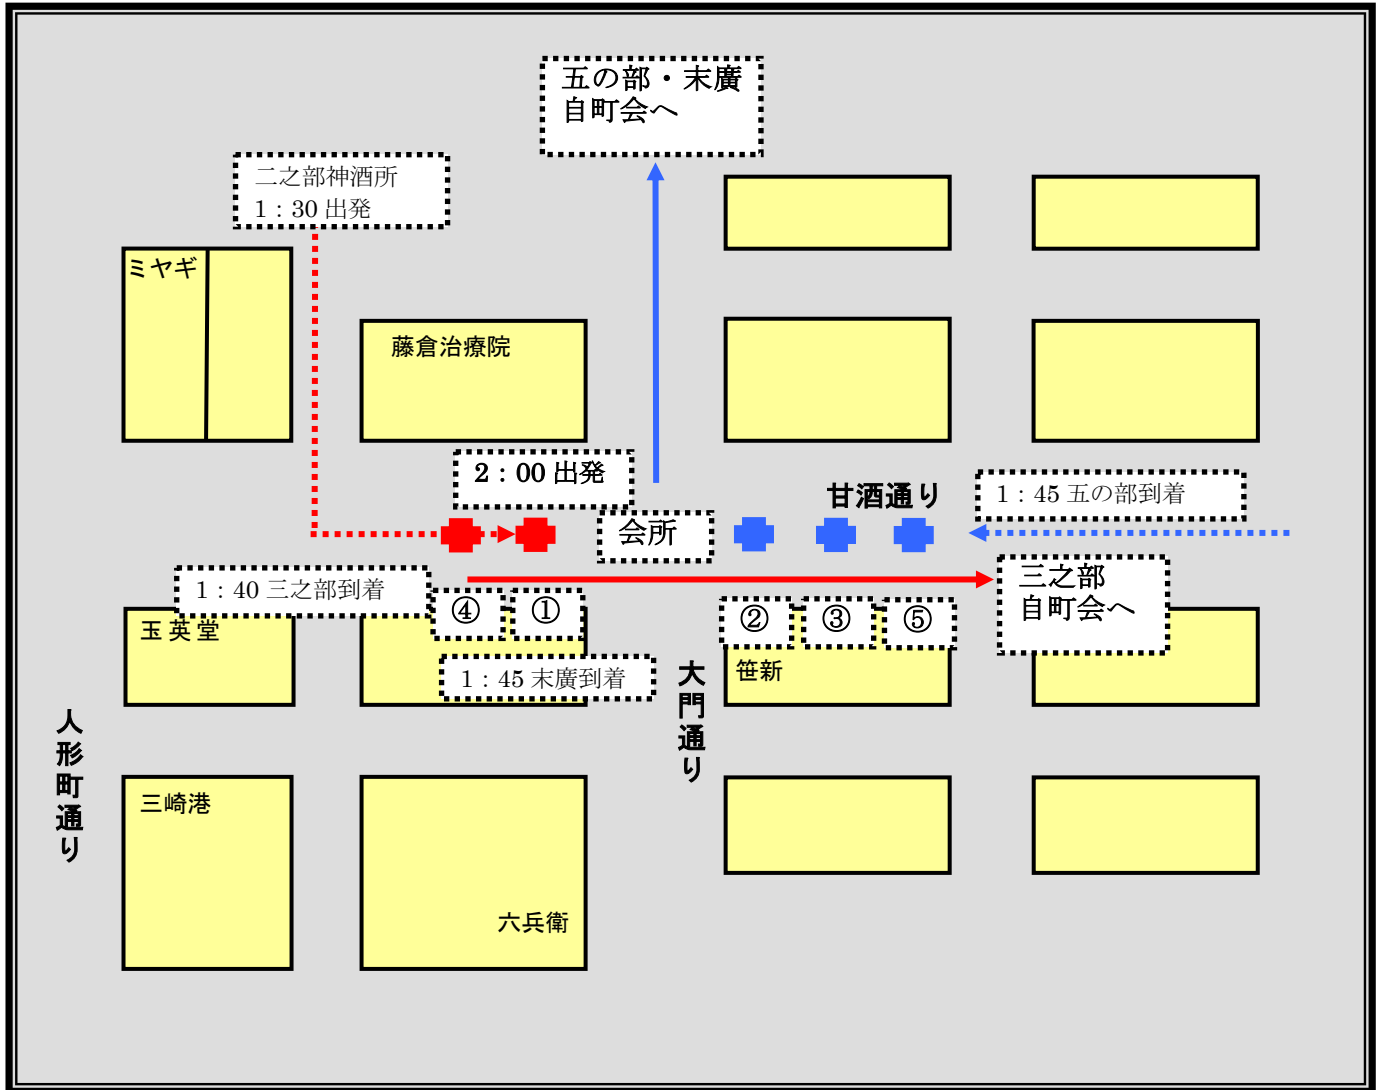 五の部・末廣
自町会へ
二之部神酒所
1：30 出発
ミヤギ
藤倉治療院
2：00 出発
甘酒通り
1：45 五の部到着
会所
三之部
自町会へ
1：40 三之部到着
④
①
②
③
⑤
玉英堂
1：45 末廣到着
大門通り
笹新
人形町通り
三崎港
六兵衛